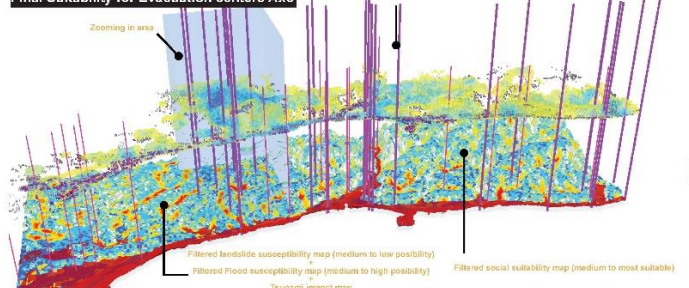 Final Suitability for Evacuation centers Axo
Zooming in area
Filtered landslide susceptibility map (medium to low posibility)
+
Filtered Flood susceptibility map (medium to high posibility)
+
Tsunami impact map
Filtered social suitability map (medium to most suitable)